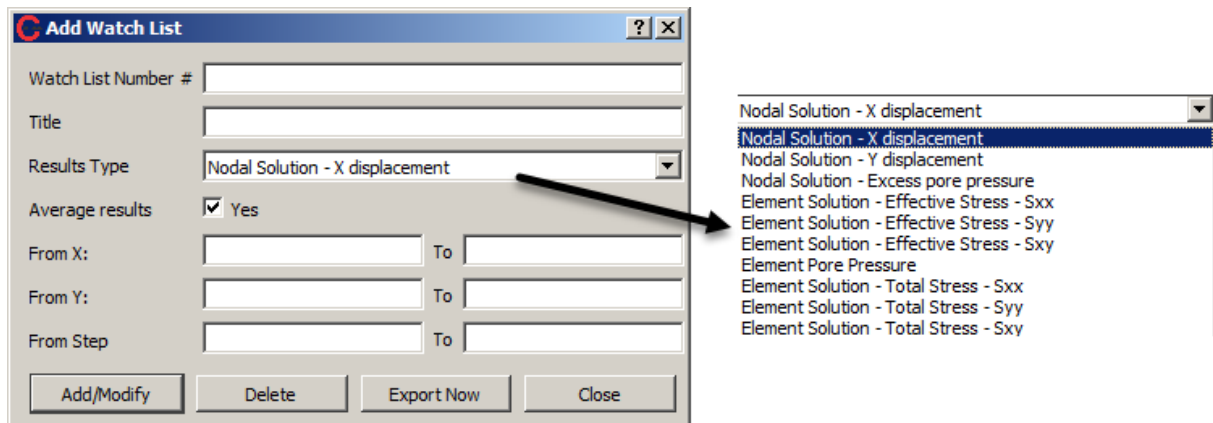 Add Watch List
Watch List Number #
Title
Results Type Nodal Solution - X displacement
Average results Yes
From X: To
From Y: To
From Step To
Add/Modify Delete Export Now Close
Nodal Solution - X displacement
Nodal Solution - X displacement
Nodal Solution - Y displacement
Nodal Solution - Excess pore pressure
Element Solution - Effective Stress - Sxx
Element Solution - Effective Stress - Syy
Element Solution - Effective Stress - Sxy
Element Pore Pressure
Element Solution - Total Stress - Sxx
Element Solution - Total Stress - Syy
Element Solution - Total Stress - Sxy